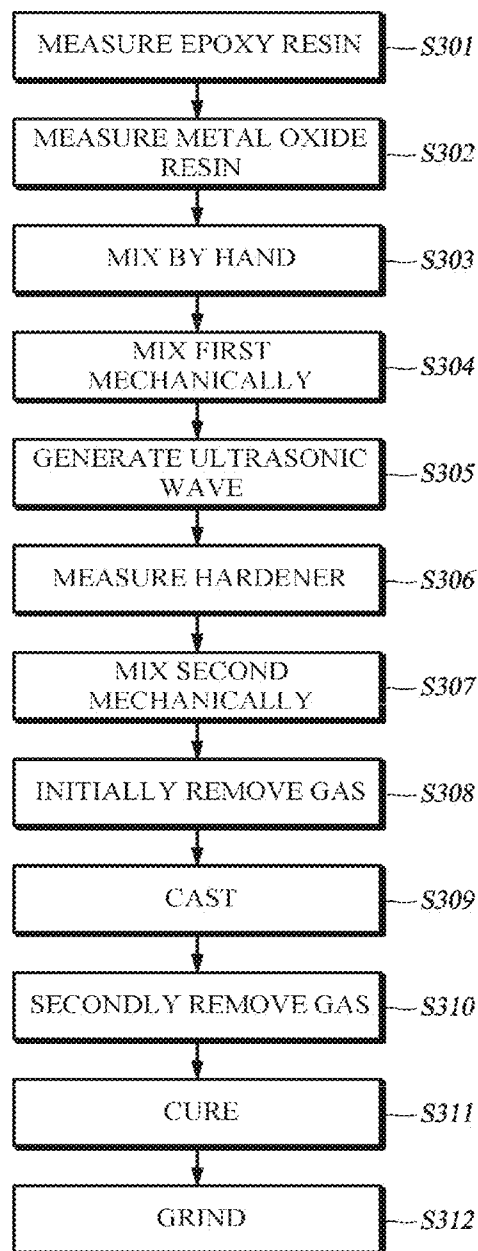 MEASURE EPOXY RESIN
S301
MEASURE METAL OXIDE
RESIN
S302
MIX BY HAND
S303
MIX FIRST
MECHANICALLY
S304
GENERATE ULTRASONIC
WAVE
S305
MEASURE HARDENER
S306
MIX SECOND
MECHANICALLY
S307
INITIALLY REMOVE GAS
S308
CAST
S309
SECONDLY REMOVE GAS
S310
CURE
S311
GRIND
S312